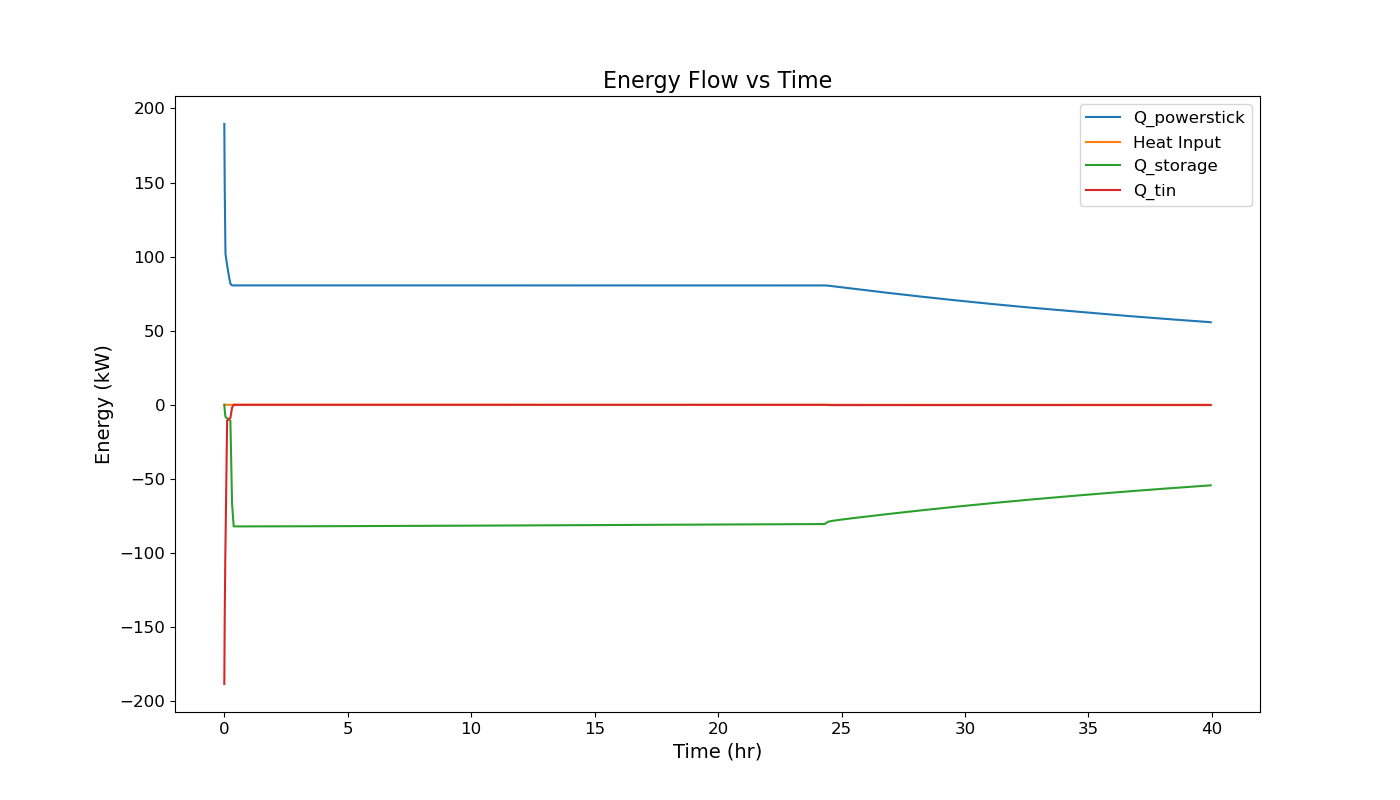 Energy Flow vs Time
Q_powerstick
Heat Input
Q_storage
Q_tin
Energy (kW)
200
150
100
50
0
−50
−100
−150
−200
0 5 10 15 20 25 30 35 40
Time (hr)